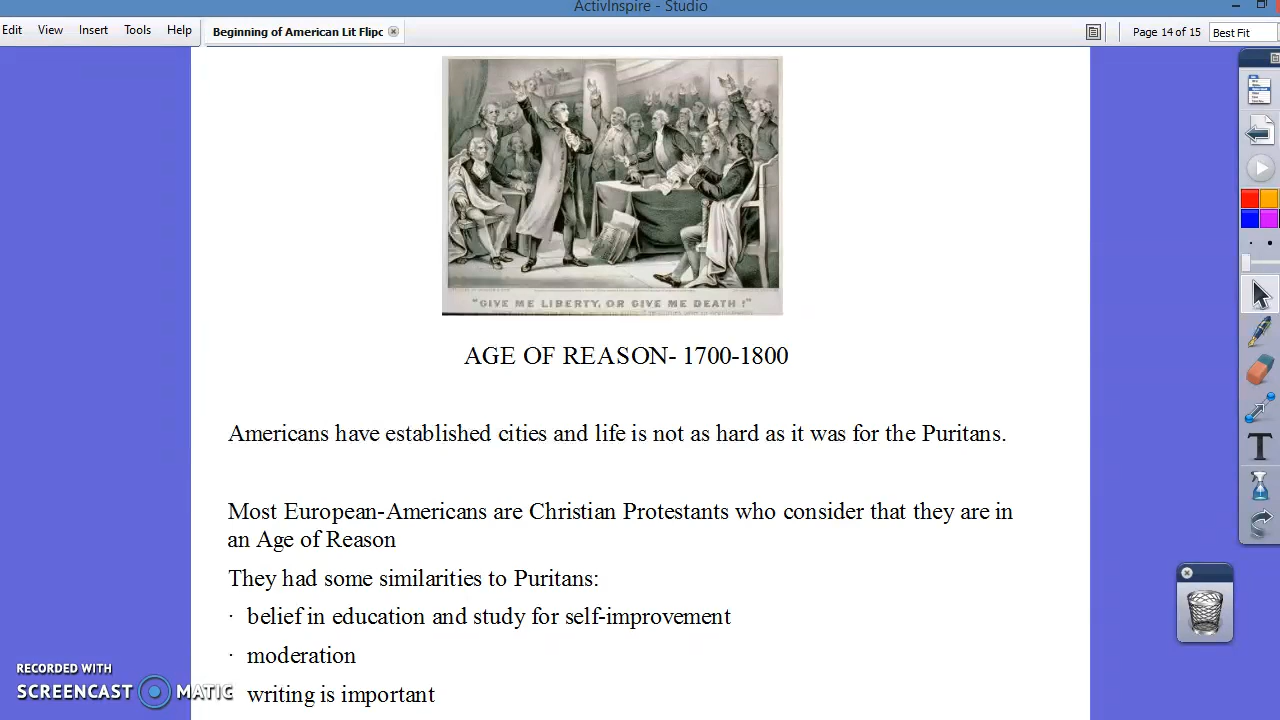 ActivInspire - Studio
Edit View Insert Tools Help
Beginning of American Lit Flipc
Page 14 of 15
Best Fit
"GIVE ME LIBERTY, OR GIVE ME DEATH!"
AGE OF REASON- 1700-1800
Americans have established cities and life is not as hard as it was for the Puritans.
Most European-Americans are Christian Protestants who consider that they are in
an Age of Reason
They had some similarities to Puritans:
· belief in education and study for self-improvement
· moderation
writing is important
T
RECORDED WITH
SCREENCAST MATIC